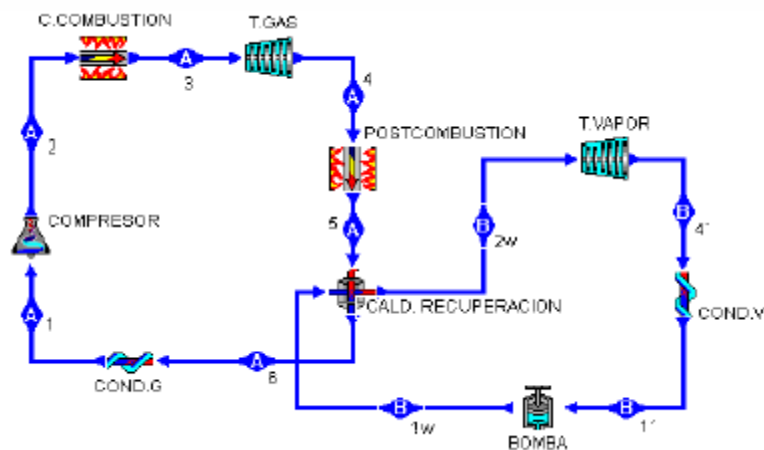 C.COMBUSTION
T.GAS
A
3
4
A
2
A
POSTCOMBUSTION
T.VAPOR
COMPRESOR
5
A
B
2w
B
4'
A
1
CALD. RECUPERACION
COND.V
COND.G
A
6
B
1w
BOMBA
B
1'